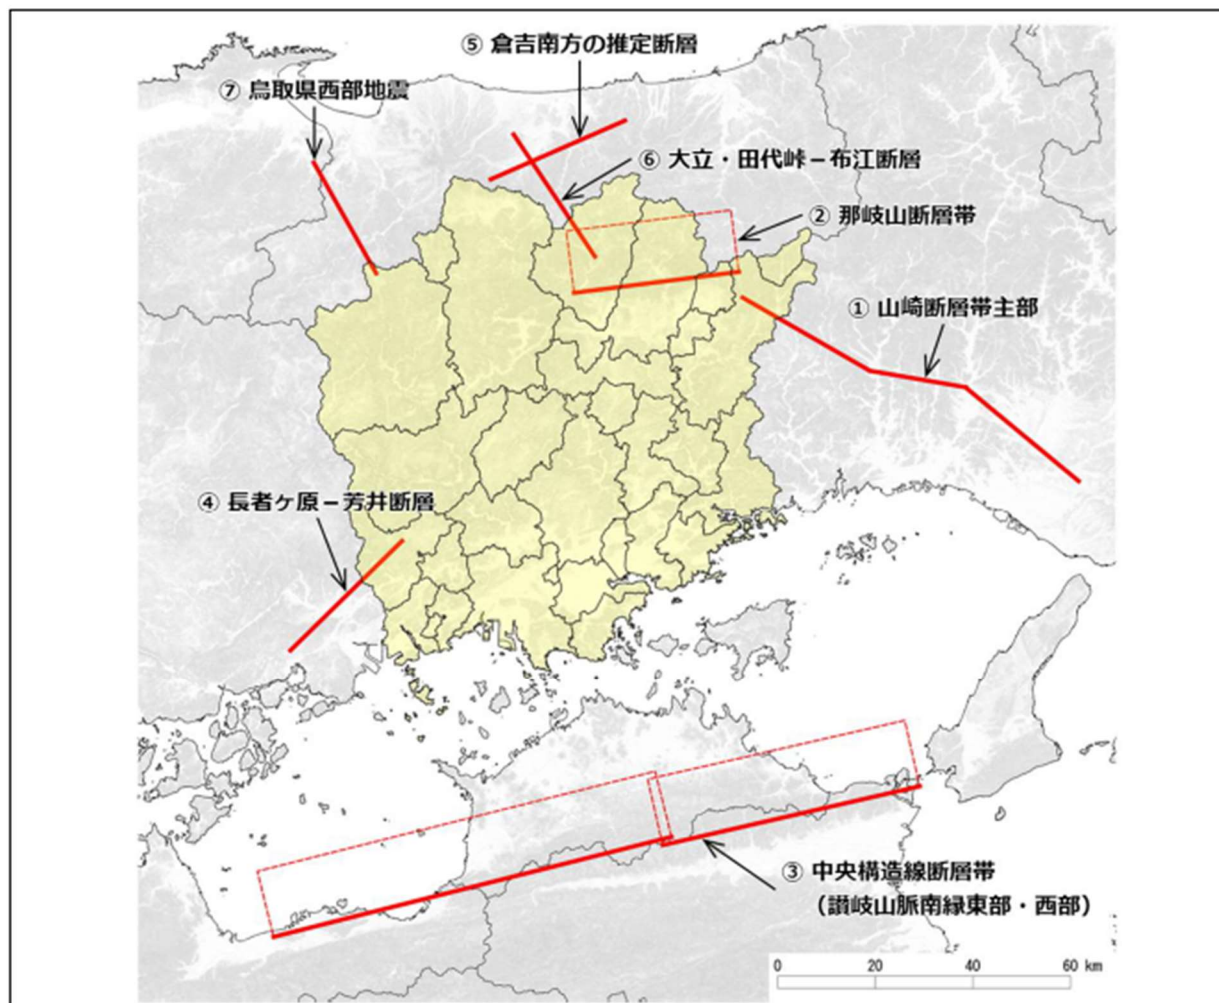 ⑤ 倉吉南方の推定断層
⑦ 鳥取県西部地震
⑥ 大立・田代峠－布江断層
② 那岐山断層帯
① 山崎断層帯主部
④ 長者ヶ原－芳井断層
③ 中央構造線断層帯
（讃岐山脈南縁東部・西部）
0 20 40 60 km